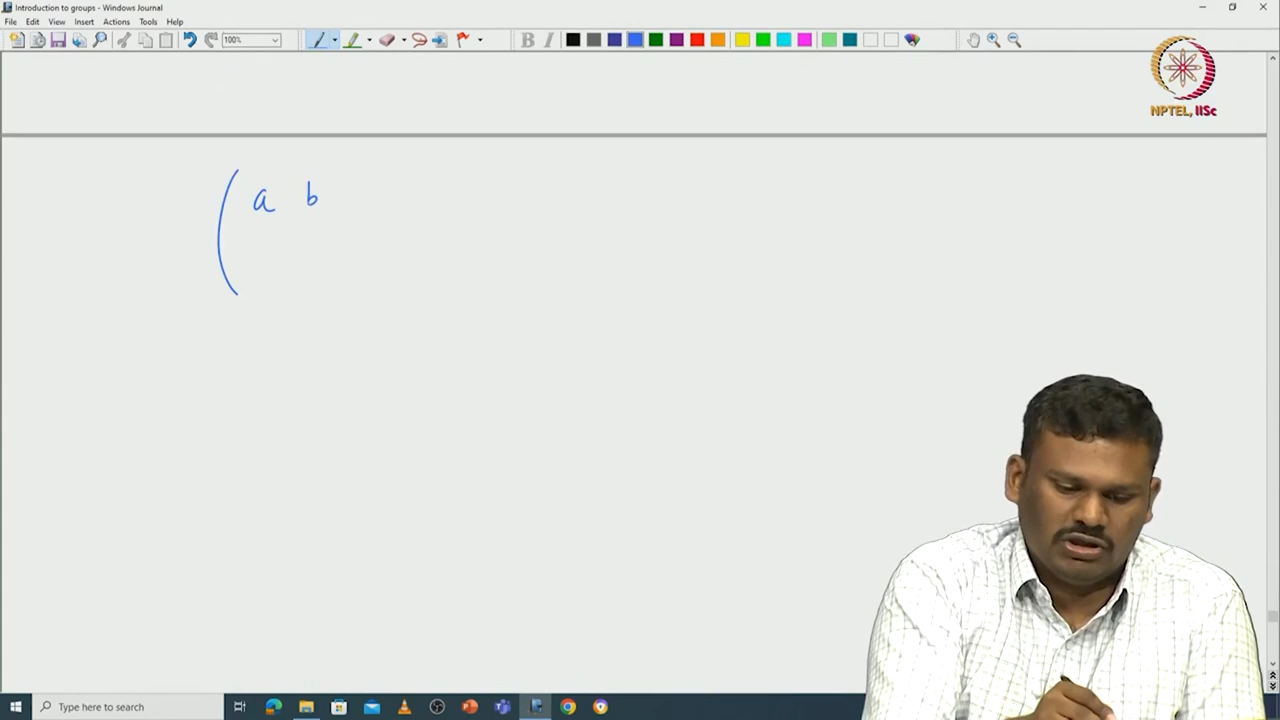 Introduction to groups - Windows Journal
File Edit View Insert Actions Tools Help
100% B I
NPTEL, IISc
( a b
Type here to search